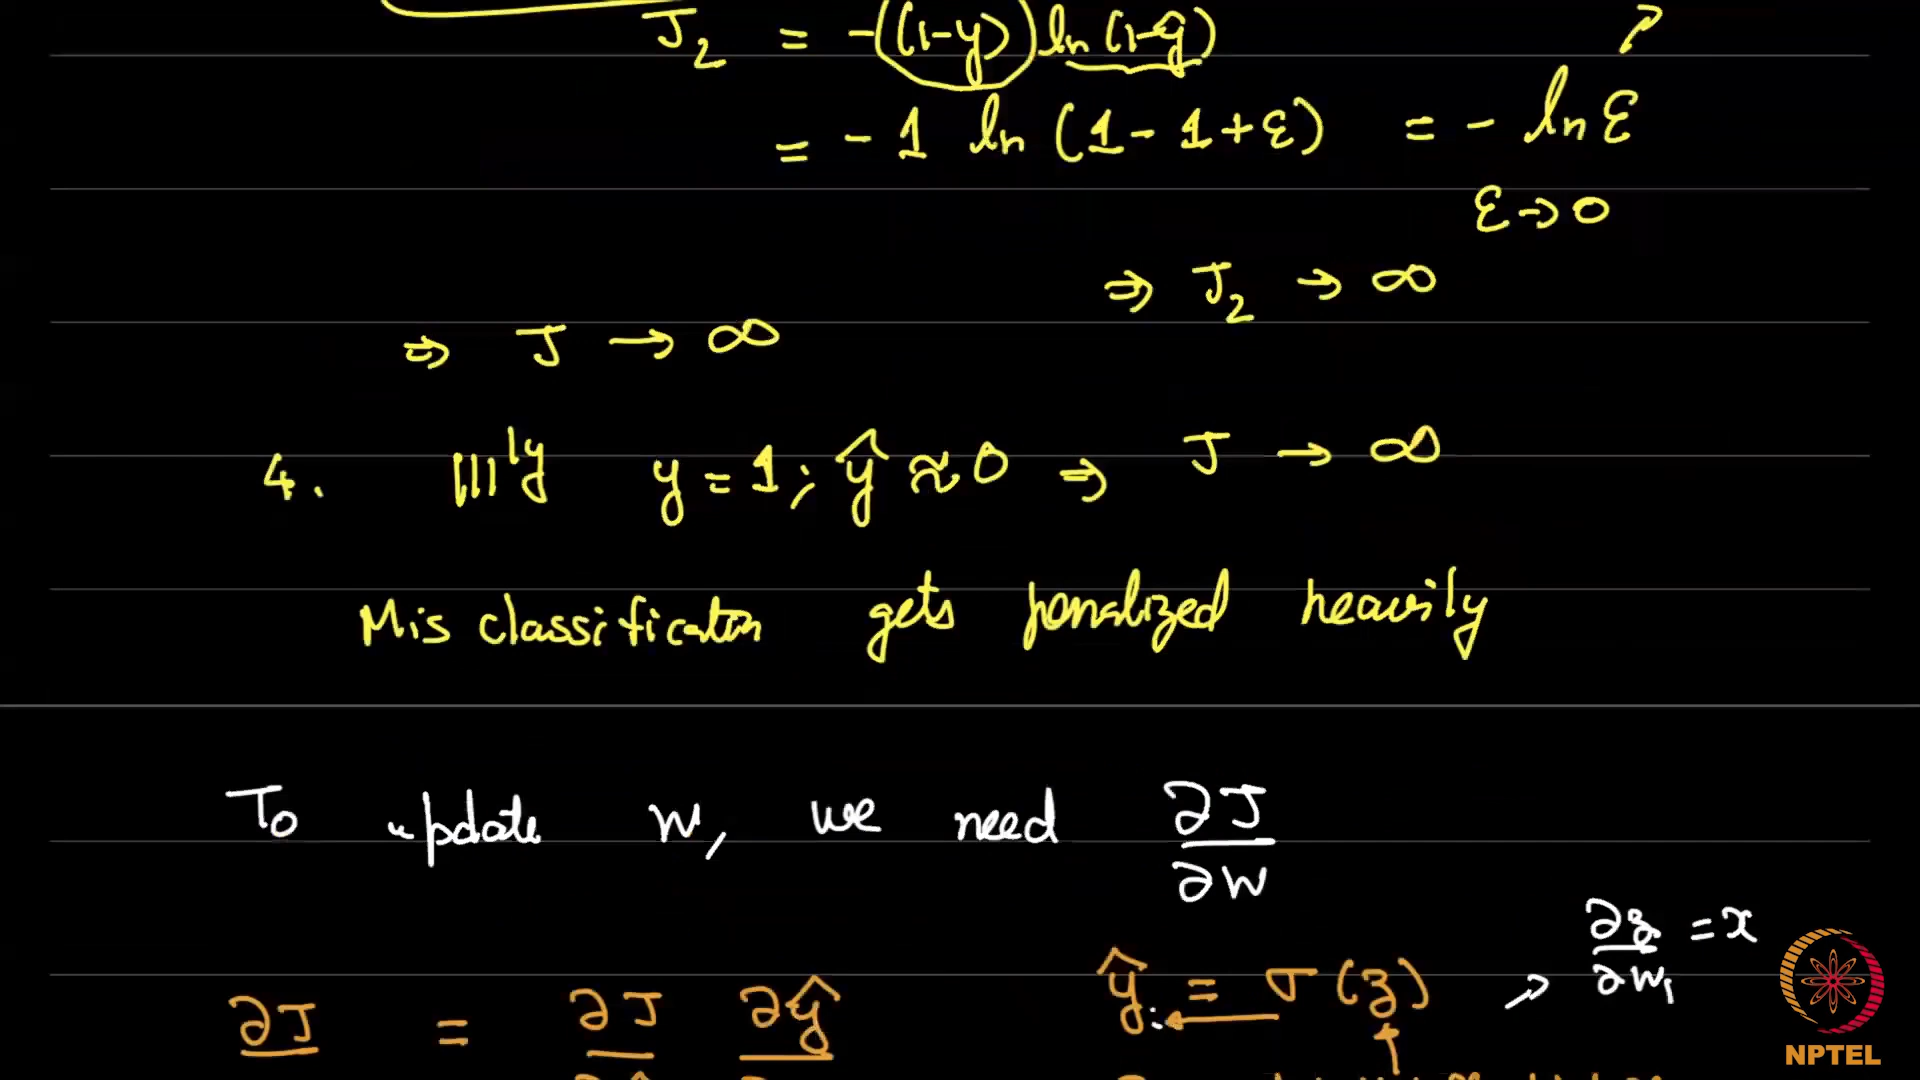 J₂ = -(1-y) ln (1-ŷ)
= - 1 ln (1 - 1 + ε) = - ln ε
ε → 0
⇒ J₂ → ∞
⇒ J → ∞
4. |||ly y = 1; ŷ ≈ 0 ⇒ J → ∞
Mis classification gets penalized heavily
To update w, we need ∂J/∂w
∂z/∂w₁ = x
∂J = ∂J ∂ŷ ŷ = σ(z)
NPTEL